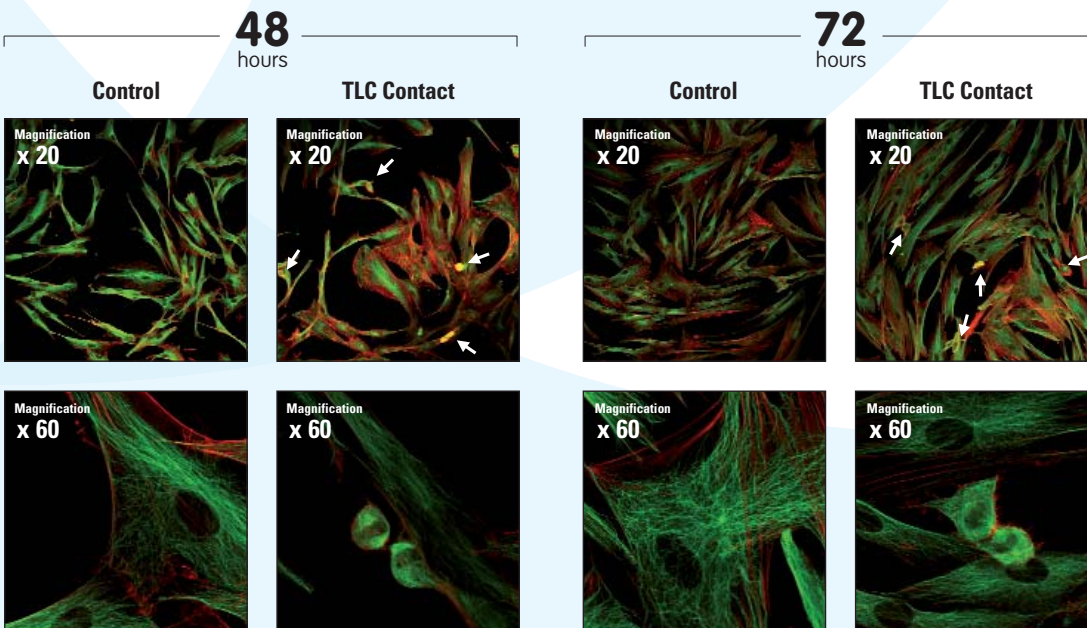 48
hours
72
hours
Control
TLC Contact
Control
TLC Contact
Magnification
x 20
Magnification
x 20
Magnification
x 20
Magnification
x 20
Magnification
x 60
Magnification
x 60
Magnification
x 60
Magnification
x 60